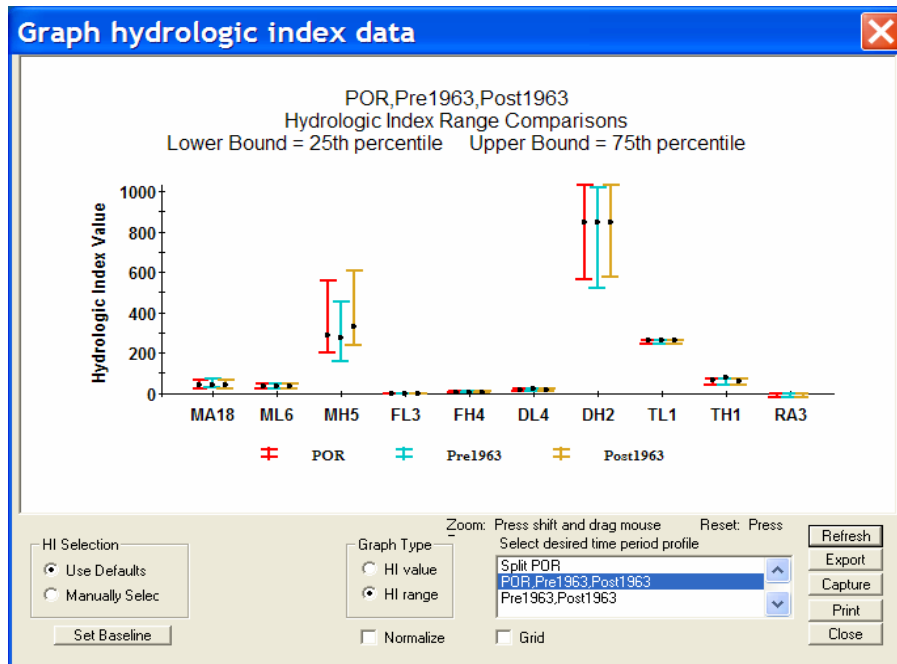 Graph hydrologic index data
POR,Pre1963,Post1963
Hydrologic Index Range Comparisons
Lower Bound = 25th percentile Upper Bound = 75th percentile
Hydrologic Index Value
1000
800
600
400
200
0
MA18 ML6 MH5 FL3 FH4 DL4 DH2 TL1 TH1 RA3
POR Pre1963 Post1963
Zoom: Press shift and drag mouse Reset: Press
HI Selection
Use Defaults
Manually Selec
Set Baseline
Graph Type
HI value
HI range
Normalize
Select desired time period profile
Split POR
POR,Pre1963,Post1963
Pre1963,Post1963
Grid
Refresh
Export
Capture
Print
Close